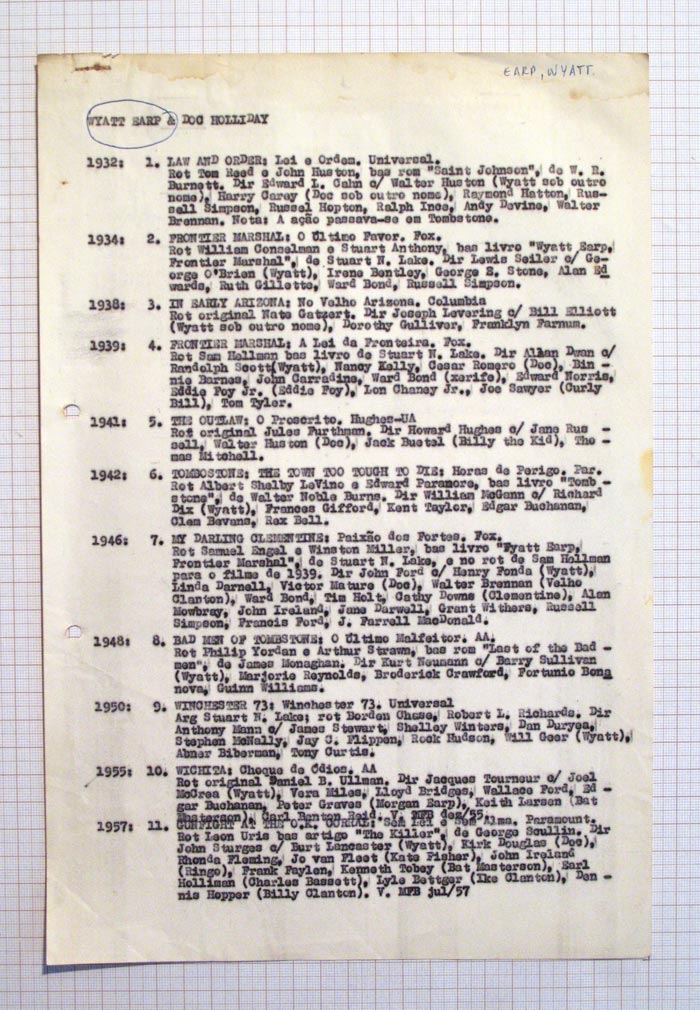 EARP, WYATT.
WYATT EARP & DOC HOLLIDAY
1932: 1. LAW AND ORDER: Lei e Ordem. Universal.
Rot Tom Reed e John Huston, bas rom "Saint Johnson", de W. R.
Burnett. Dir Edward L. Cahn c/ Walter Huston (Wyatt sob outro
nome), Harry Carey (Doc sob outro nome), Raymond Hatton, Rus-
sell Simpson, Russel Hopton, Ralph Ince, Andy Devine, Walter
Brennan. Nota: A ação passava-se em Tombstone.
1934: 2. FRONTIER MARSHAL: O Último Favor. Fox.
Rot William Conselman e Stuart Anthony, bas livro "Wyatt Earp,
Frontier Marshal", de Stuart N. Lake. Dir Lewis Seiler c/ Ge-
orge O'Brien (Wyatt), Irene Bentley, George E. Stone, Alan Ed
wards, Ruth Gillette, Ward Bond, Russell Simpson.
1938: 3. IN EARLY ARIZONA: No Velho Arizona. Columbia
Rot original Nate Gatzert. Dir Joseph Levering c/ Bill Elliott
(Wyatt sob outro nome), Dorothy Gulliver, Franklyn Farnum.
1939: 4. FRONTIER MARSHAL: A Lei da Fronteira. Fox.
Rot Sam Hellman bas livro de Stuart N. Lake. Dir Allan Dwan c/
Randolph Scott(Wyatt), Nancy Kelly, Cesar Romero (Doc), Bin -
nie Barnes, John Carradine, Ward Bond (xerife), Edward Norris,
Eddie Foy Jr. (Eddie Foy), Lon Chaney Jr., Joe Sawyer (Curly
Bill), Tom Tyler.
1941: 5. THE OUTLAW: O Proscrito. Hughes-UA
Rot original Jules Furthman. Dir Howard Hughes c/ Jane Rus -
sell, Walter Huston (Doc), Jack Buetel (Billy the Kid), Tho -
mas Mitchell.
1942: 6. TOMBOSTONE: THE TOWN TOO TOUGH TO DIE: Horas de Perigo. Par.
Rot Albert Shelby LeVino e Edward Paramore, bas livro "Tomb -
stone", de Walter Noble Burns. Dir William McGann c/ Richard
Dix (Wyatt), Frances Gifford, Kent Taylor, Edgar Buchanan,
Clem Bevans, Rex Bell.
1946: 7. MY DARLING CLEMENTINE: Paixão dos Fortes. Fox.
Rot Samuel Engel e Winston Miller, bas livro "Wyatt Earp,
Frontier Marshal", de Stuart N. Lake, e no rot de Sam Hellman
para o filme de 1939. Dir John Ford c/ Henry Fonda (Wyatt),
Linda Darnell, Victor Mature (Doc), Walter Brennan (Velho
Clanton), Ward Bond, Tim Holt, Cathy Downs (Clementine), Alan
Mowbray, John Ireland, Jane Darwell, Grant Withers, Russell
Simpson, Francis Ford, J. Farrell MacDonald.
1948: 8. BAD MEN OF TOMBSTONE: O Último Malfeitor. AA.
Rot Philip Yordan e Arthur Strawn, bas rom "Last of the Bad -
men", de James Monaghan. Dir Kurt Neumann c/ Barry Sullivan
(Wyatt), Marjorie Reynolds, Broderick Crawford, Fortunio Bona
nova, Guinn Williams.
1950: 9. WINCHESTER 73: Winchester 73. Universal
Arg Stuart N. Lake; rot Borden Chase, Robert L. Richards. Dir
Anthony Mann c/ James Stewart, Shelley Winters, Dan Duryea,
Stephen McNally, Jay C. Flippen, Rock Hudson, Will Geer (Wyatt),
Abner Biberman, Tony Curtis.
1955: 10. WICHITA: Choque de Ódios. AA
Rot original Daniel B. Ullman. Dir Jacques Tourneur c/ Joel
McCrea (Wyatt), Vera Miles, Lloyd Bridges, Wallace Ford, Ed -
gar Buchanan, Peter Graves (Morgan Earp), Keith Larsen (Bat
Masterson), Carl Benton Reid. V. MFB dez/55.
1957: 11. GUNFIGHT AT THE O.K. CORRAL: Sem Lei e Sem Alma. Paramount.
Rot Leon Uris bas artigo "The Killer", de George Scullin. Dir
John Sturges c/ Burt Lancaster (Wyatt), Kirk Douglas (Doc),
Rhonda Fleming, Jo van Fleet (Kate Fisher), John Ireland
(Ringo), Frank Faylen, Kenneth Tobey (Bat Masterson), Earl
Holliman (Charles Bassett), Lyle Bettger (Ike Clanton), Den -
nis Hopper (Billy Clanton). V. MFB jul/57